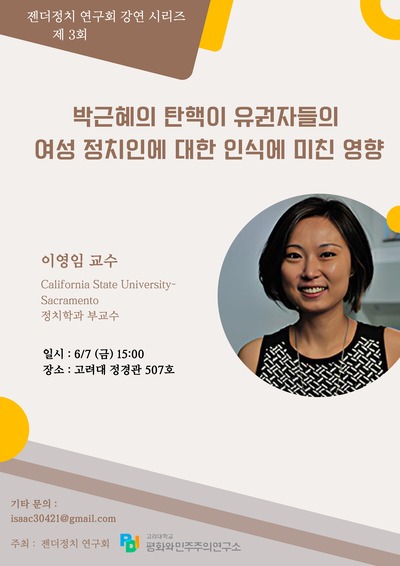 젠더정치 연구회 강연 시리즈
제 3회
박근혜의 탄핵이 유권자들의
여성 정치인에 대한 인식에 미친 영향
이영임 교수
California State University-
Sacramento
정치학과 부교수
일시 : 6/7 (금) 15:00
장소 : 고려대 정경관 507호
기타 문의 :
isaac30421@gmail.com
주최 : 젠더정치 연구회
PDI
고려대학교
평화와민주주의연구소